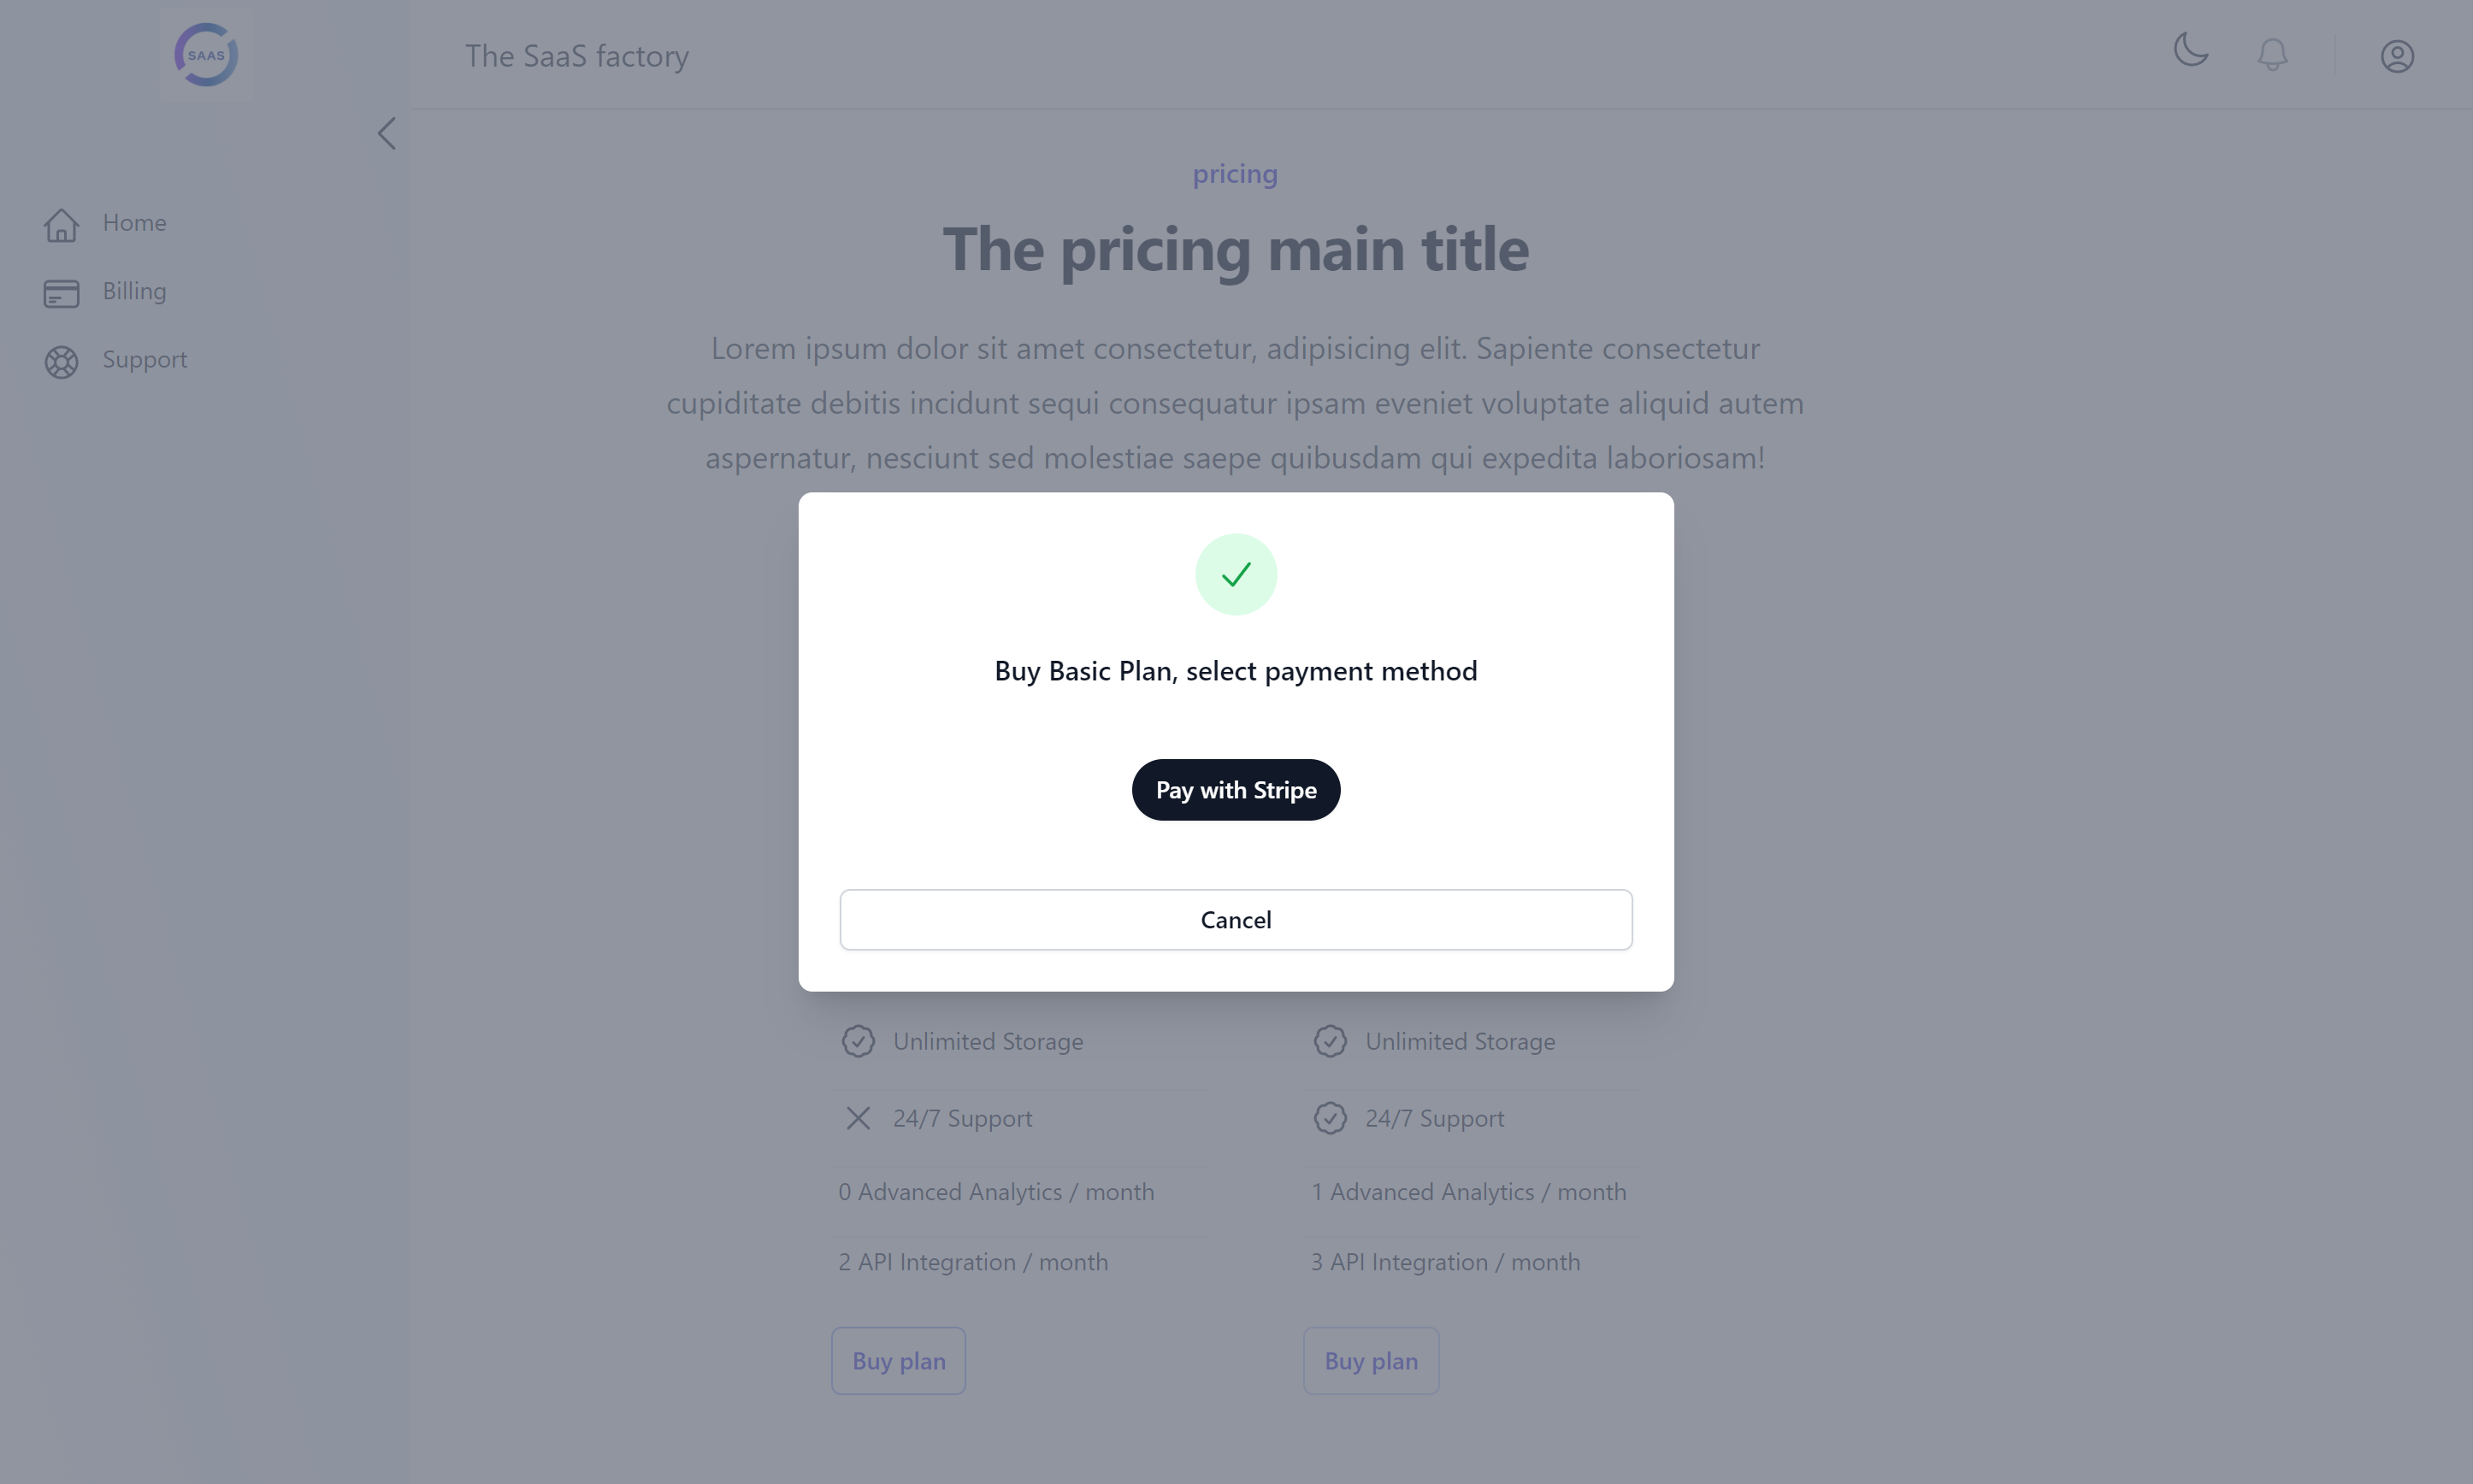 SAAS
The SaaS factory
Home
Billing
Support
pricing
The pricing main title
Lorem ipsum dolor sit amet consectetur, adipisicing elit. Sapiente consectetur
cupiditate debitis incidunt sequi consequatur ipsam eveniet voluptate aliquid autem
aspernatur, nesciunt sed molestiae saepe quibusdam qui expedita laboriosam!
Buy Basic Plan, select payment method
Pay with Stripe
Cancel
Unlimited Storage
24/7 Support
0 Advanced Analytics / month
2 API Integration / month
Buy plan
Unlimited Storage
24/7 Support
1 Advanced Analytics / month
3 API Integration / month
Buy plan